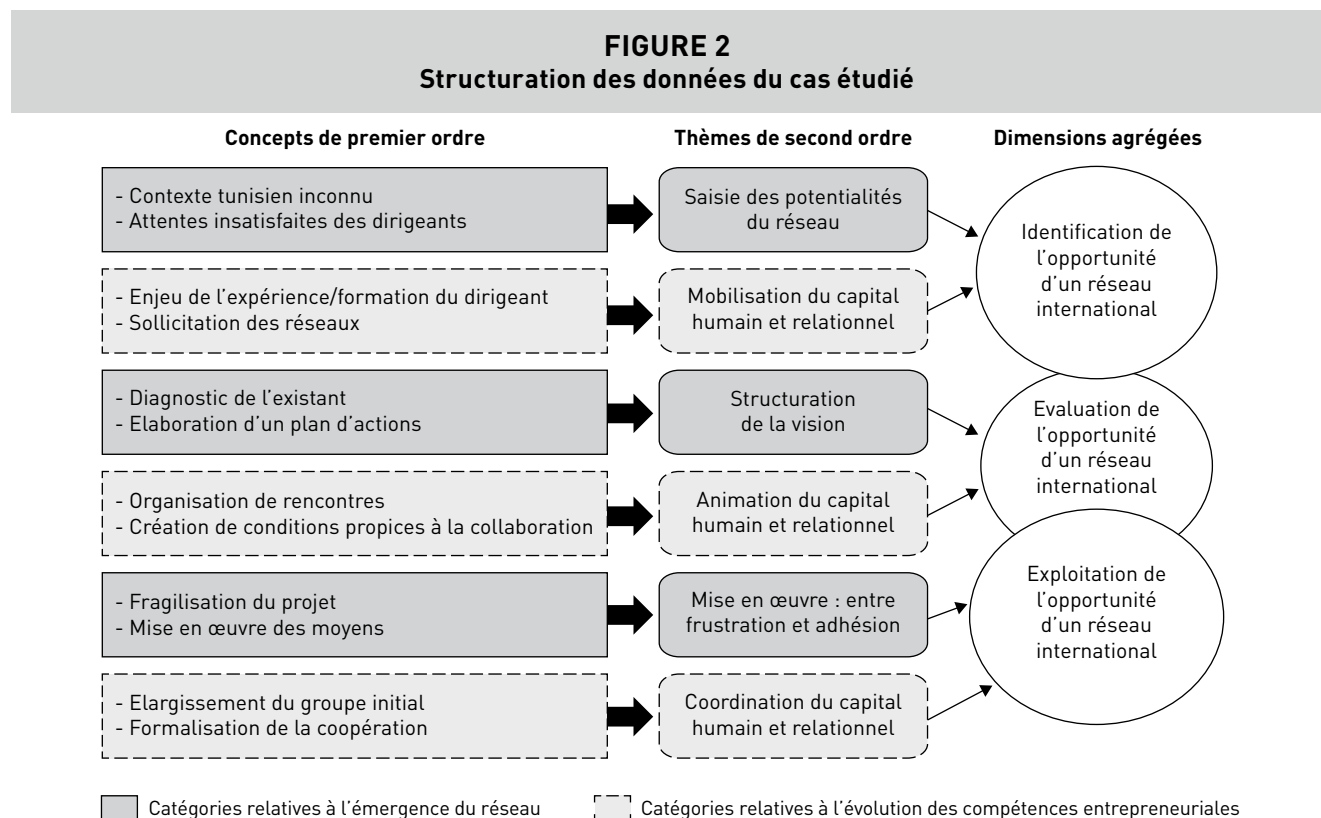 FIGURE 2
Structuration des données du cas étudié
Concepts de premier ordre
Thèmes de second ordre
Dimensions agrégées
- Contexte tunisien inconnu
- Attentes insatisfaites des dirigeants
Saisie des potentialités
du réseau
Identification de
l'opportunité
d'un réseau
international
- Enjeu de l'expérience/formation du dirigeant
- Sollicitation des réseaux
Mobilisation du capital
humain et relationnel
- Diagnostic de l'existant
- Elaboration d'un plan d'actions
Structuration
de la vision
Evaluation de
l'opportunité
d'un réseau
international
- Organisation de rencontres
- Création de conditions propices à la collaboration
Animation du capital
humain et relationnel
- Fragilisation du projet
- Mise en œuvre des moyens
Mise en œuvre : entre
frustration et adhésion
Exploitation de
l'opportunité
d'un réseau
international
- Elargissement du groupe initial
- Formalisation de la coopération
Coordination du capital
humain et relationnel
Catégories relatives à l'émergence du réseau
Catégories relatives à l'évolution des compétences entrepreneuriales